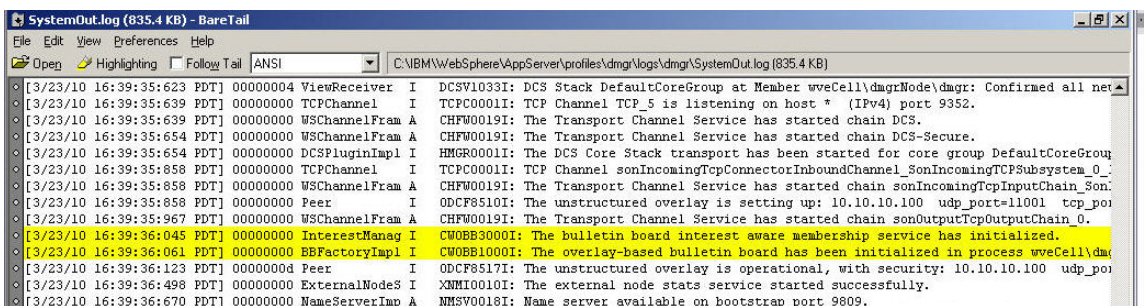 SystemOut.log (835.4 KB) - BareTail
File Edit View Preferences Help
Open Highlighting Follow Tail ANSI C:\IBM\WebSphere\AppServer\profiles\dmgr\logs\dmgr\SystemOut.log (835.4 KB)
[3/23/10 16:39:35:623 PDT] 00000004 ViewReceiver I DCSV1033I: DCS Stack DefaultCoreGroup at Member wveCell\dmgrNode\dmgr: Confirmed all new
[3/23/10 16:39:35:639 PDT] 00000000 TCPChannel I TCPC0001I: TCP Channel TCP_5 is listening on host * (IPv4) port 9352.
[3/23/10 16:39:35:639 PDT] 00000000 WSChannelFram A CHFW0019I: The Transport Channel Service has started chain DCS.
[3/23/10 16:39:35:654 PDT] 00000000 WSChannelFram A CHFW0019I: The Transport Channel Service has started chain DCS-Secure.
[3/23/10 16:39:35:654 PDT] 00000000 DCSPluginImpl I HMGR0001I: The DCS Core Stack transport has been started for core group DefaultCoreGroup
[3/23/10 16:39:35:858 PDT] 00000000 TCPChannel I TCPC0001I: TCP Channel sonIncomingTcpConnectorInboundChannel_SonIncomingTCPSubsystem_0_
[3/23/10 16:39:35:858 PDT] 00000000 WSChannelFram A CHFW0019I: The Transport Channel Service has started chain sonIncomingTcpInputChain_Son
[3/23/10 16:39:35:858 PDT] 00000000 Peer I ODCF8510I: The unstructured overlay is setting up: 10.10.10.100 udp_port=11001 tcp_por
[3/23/10 16:39:35:967 PDT] 00000000 WSChannelFram A CHFW0019I: The Transport Channel Service has started chain sonOutputTcpOutputChain_0.
[3/23/10 16:39:36:045 PDT] 00000000 InterestManag I CWOBB3000I: The bulletin board interest aware membership service has initialized.
[3/23/10 16:39:36:061 PDT] 00000000 BBFactoryImpl I CWOBB1000I: The overlay-based bulletin board has been initialized in process wveCell\dmg
[3/23/10 16:39:36:123 PDT] 0000000d Peer I ODCF8517I: The unstructured overlay is operational, with security: 10.10.10.100 udp_por
[3/23/10 16:39:36:498 PDT] 00000000 ExternalNodeS I XNMI0010I: The external node stats service started successfully.
[3/23/10 16:39:36:670 PDT] 00000000 NameServerImp A NMSV0018I: Name server available on bootstrap port 9809.